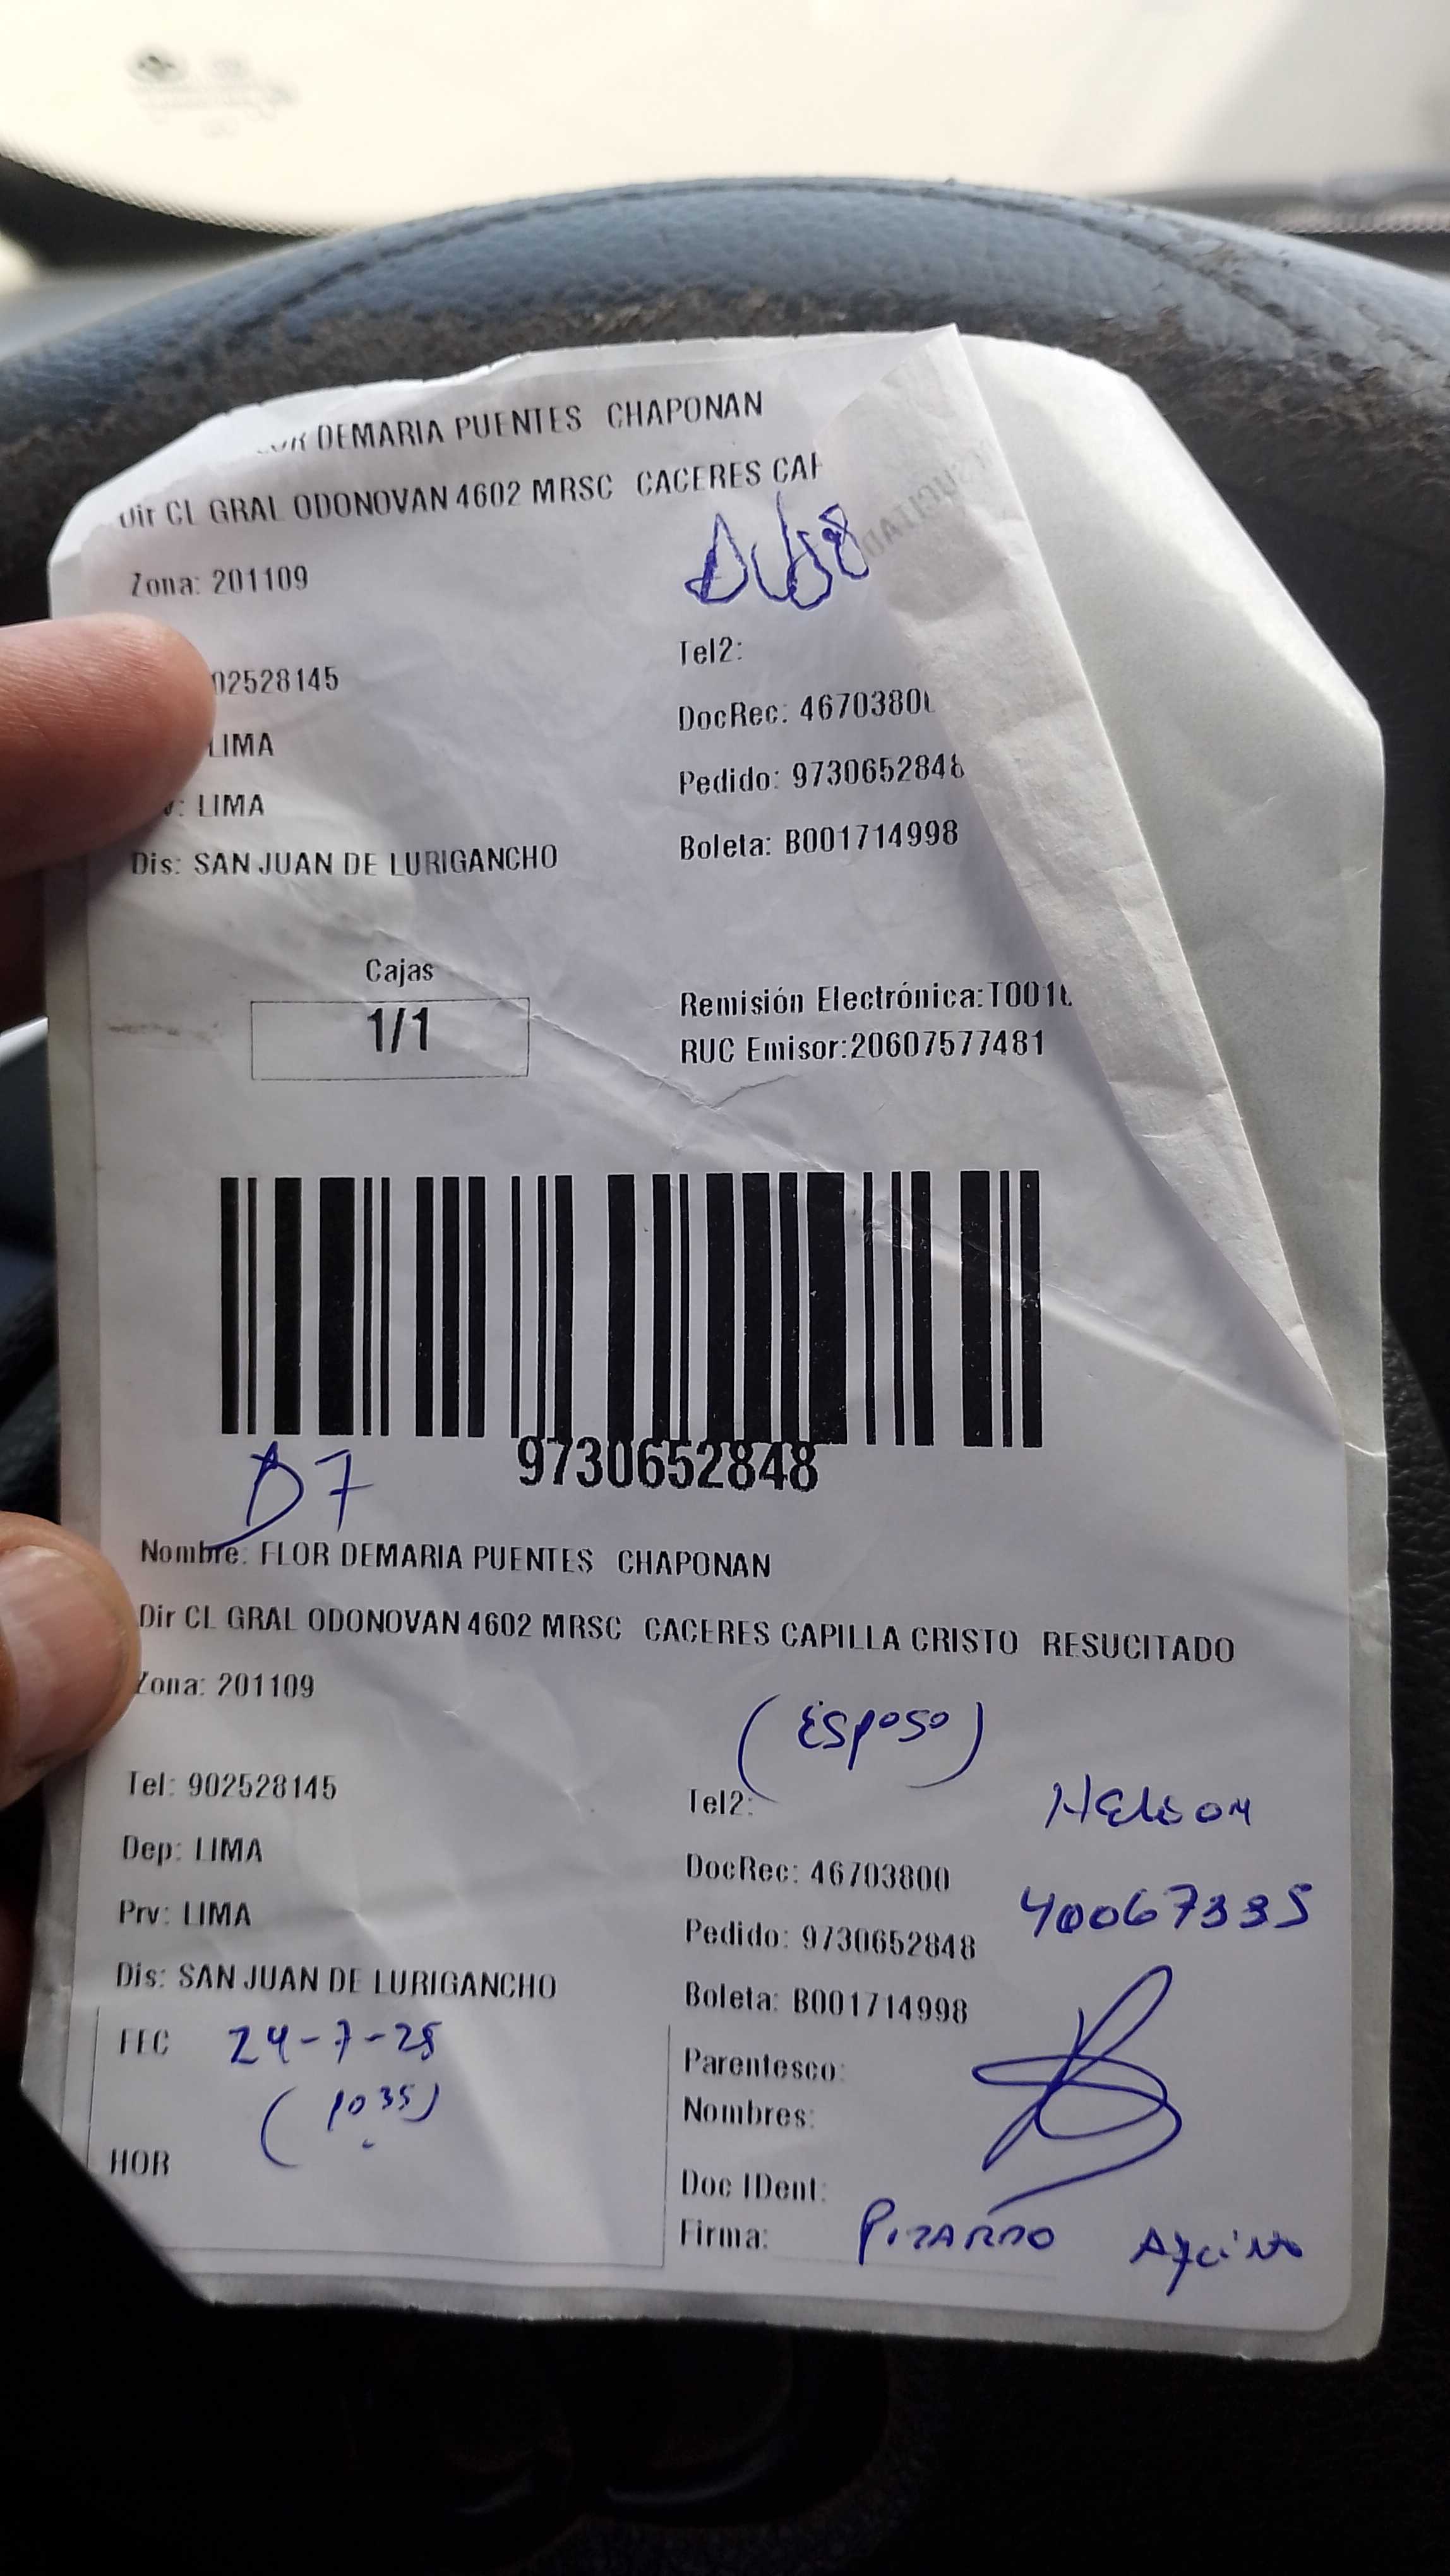 DEMARIA PUENTES CHAPONAN
Dir CL GRAL ODONOVAN 4602 MRSC CACERES CAP
Zona: 201109
02528145
Tel2:
DocRec: 46703800
LIMA
Pedido: 9730652848
: LIMA
Boleta: B001714998
Dis: SAN JUAN DE LURIGANCHO
Cajas
1/1
Remisión Electrónica:T001
RUC Emisor:20607577481
9730652848
D7
Nombre: FLOR DEMARIA PUENTES CHAPONAN
Dir CL GRAL ODONOVAN 4602 MRSC CACERES CAPILLA CRISTO RESUCITADO
Zona: 201109
(Esposo)
Tel: 902528145
Tel2:
Nelson
Dep: LIMA
DocRec: 46703800
40067335
Prv: LIMA
Pedido: 9730652848
Dis: SAN JUAN DE LURIGANCHO
Boleta: B001714998
FEC 24-7-25
(1035)
HOR
Parentesco:
Nombres:
Doc IDent:
Firma: Pizarro